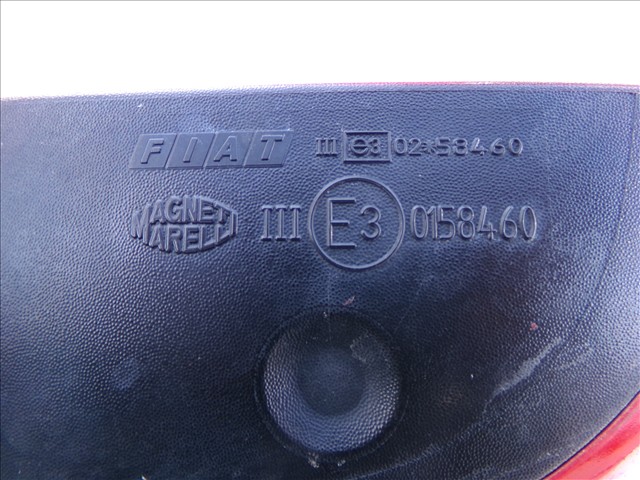 FIAT III e3 02*58460
MAGNETI MARELLI III E3 0158460